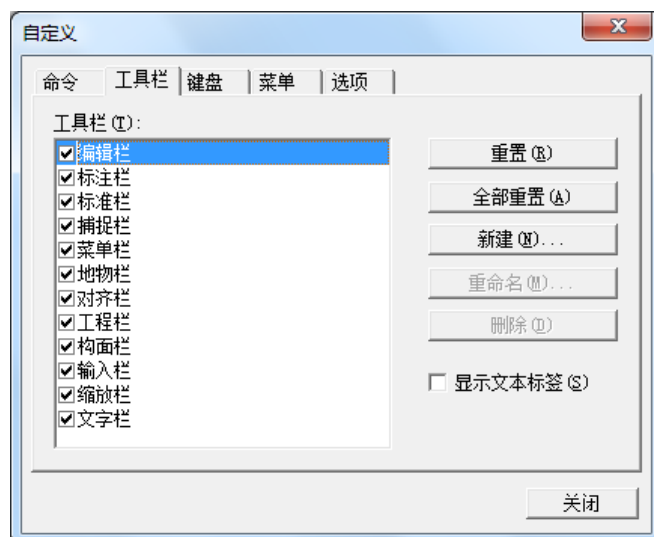 自定义
命令 工具栏 键盘 菜单 选项
工具栏(T):
编辑栏
标注栏
标准栏
捕捉栏
菜单栏
地物栏
对齐栏
工程栏
构面栏
输入栏
缩放栏
文字栏
重置(R)
全部重置(A)
新建(N)...
重命名(M)...
删除(D)
显示文本标签(S)
关闭